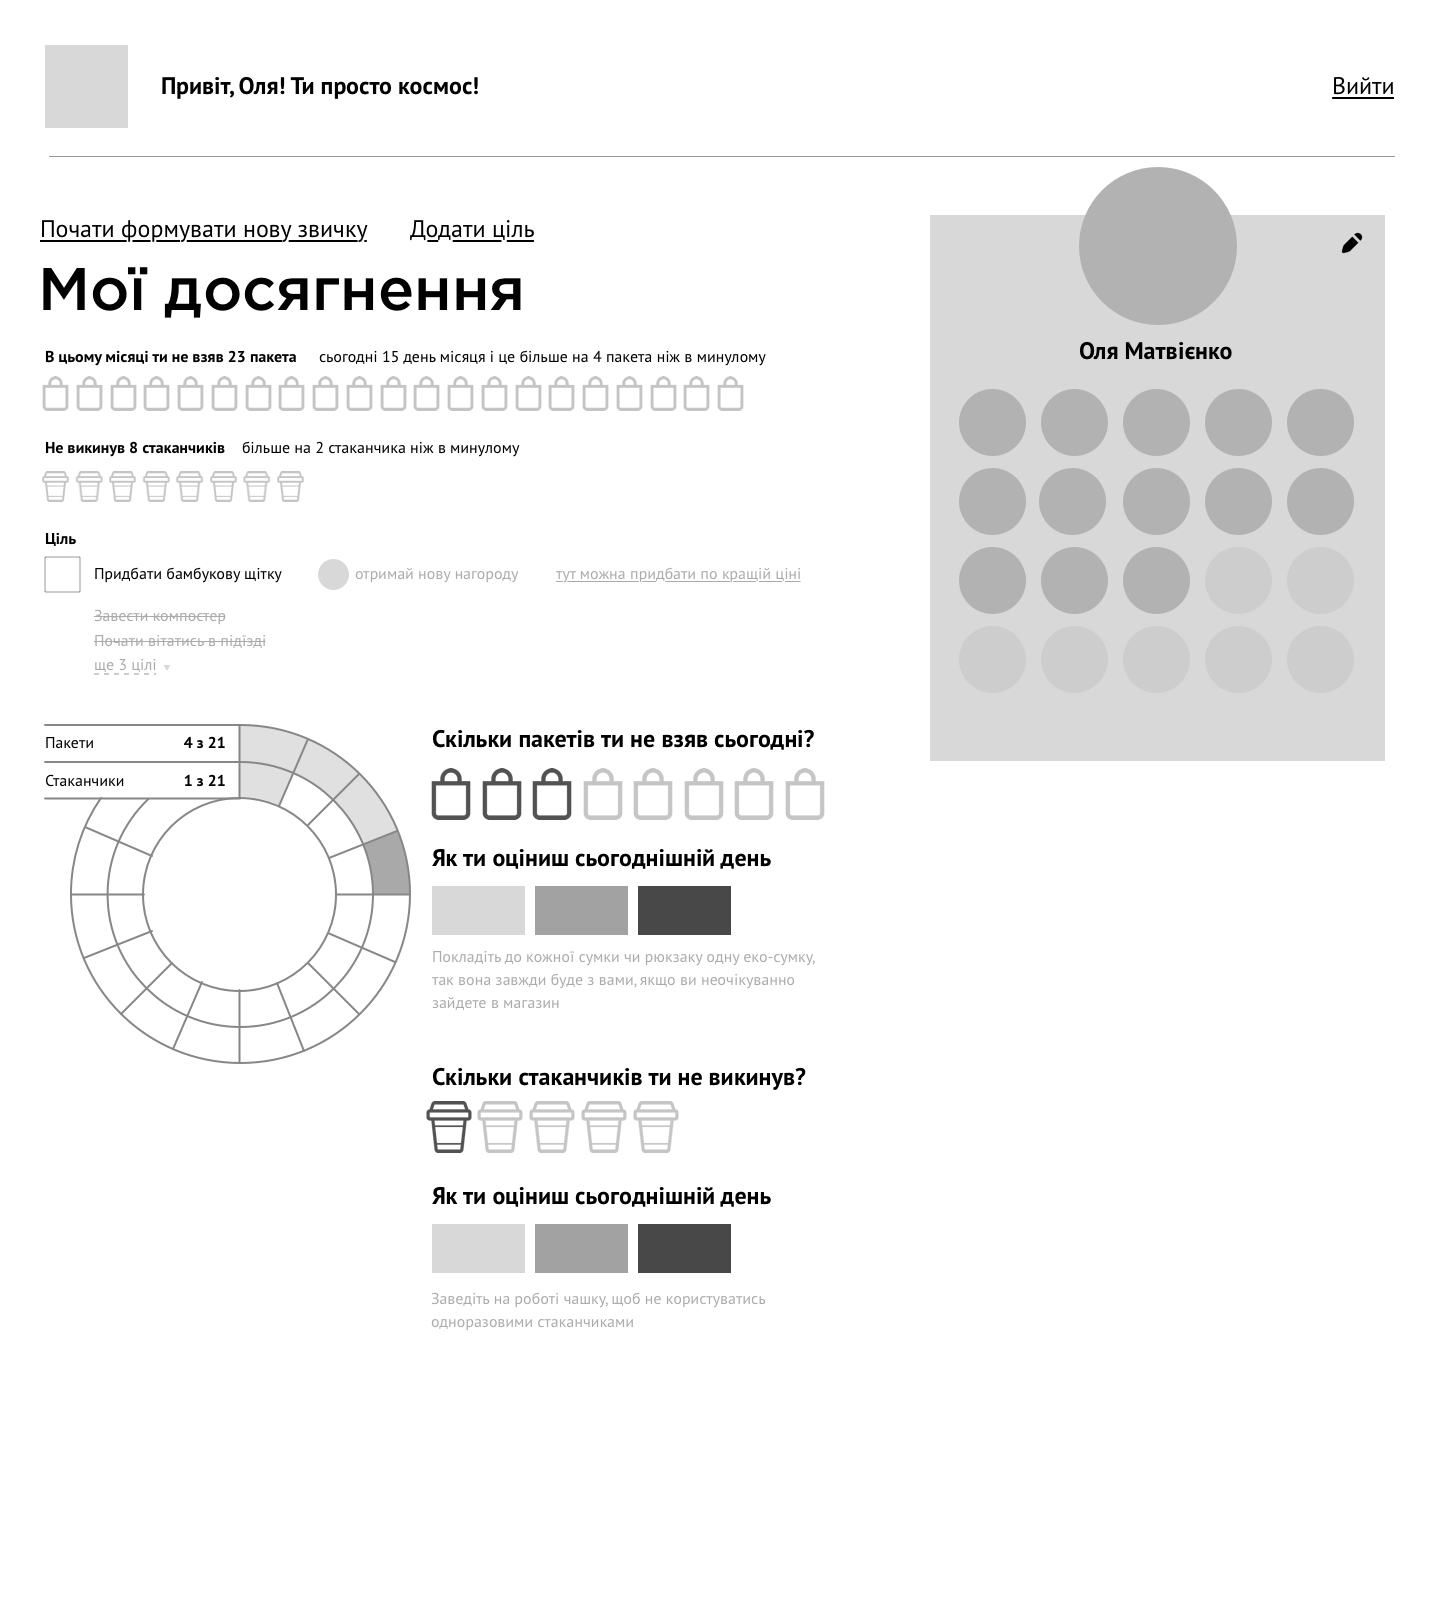 Привіт, Оля! Ти просто космос!
Вийти
Почати формувати нову звичку
Додати ціль
Мої досягнення
В цьому місяці ти не взяв 23 пакета
сьогодні 15 день місяця і це більше на 4 пакета ніж в минулому
Не викинув 8 стаканчиків
більше на 2 стаканчика ніж в минулому
Ціль
Придбати бамбукову щітку
отримай нову нагороду
тут можна придбати по кращій ціні
Завести компостер
Почати вітатись в підїзді
ще 3 цілі
Оля Матвієнко
Пакети
4 з 21
Стаканчики
1 з 21
Скільки пакетів ти не взяв сьогодні?
Як ти оціниш сьогоднішній день
Покладіть до кожної сумки чи рюкзаку одну еко-сумку,
так вона завжди буде з вами, якщо ви неочікуванно
зайдете в магазин
Скільки стаканчиків ти не викинув?
Як ти оціниш сьогоднішній день
Заведіть на роботі чашку, щоб не користуватись
одноразовими стаканчиками